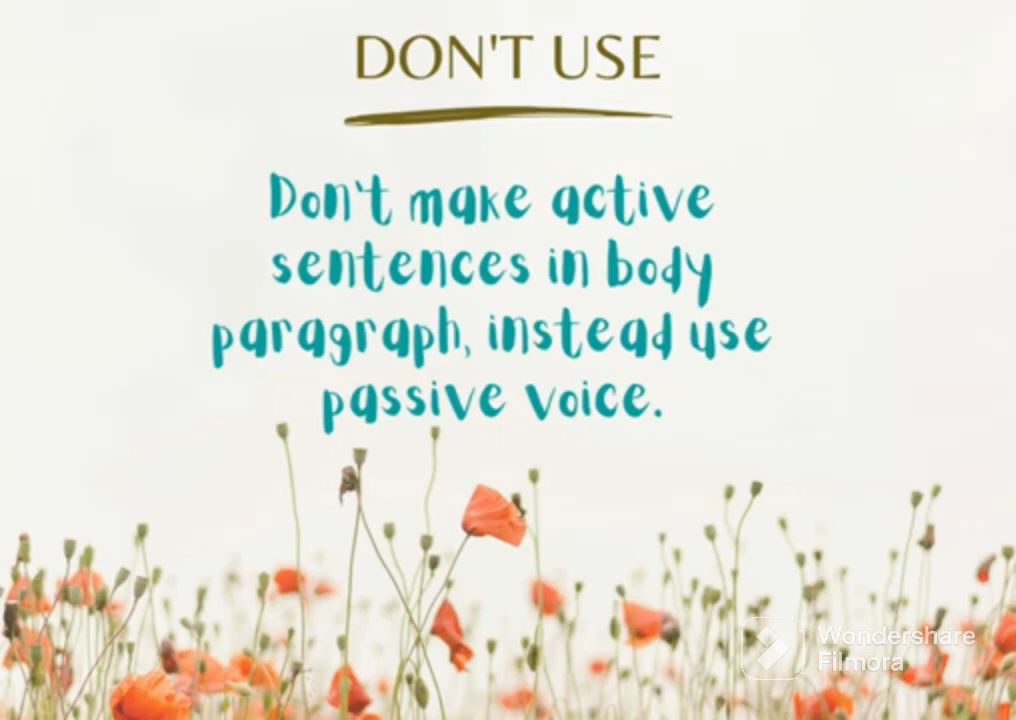 DON'T USE
Don't make active
sentences in body
paragraph, instead use
passive voice.
Wondershare
Filmora